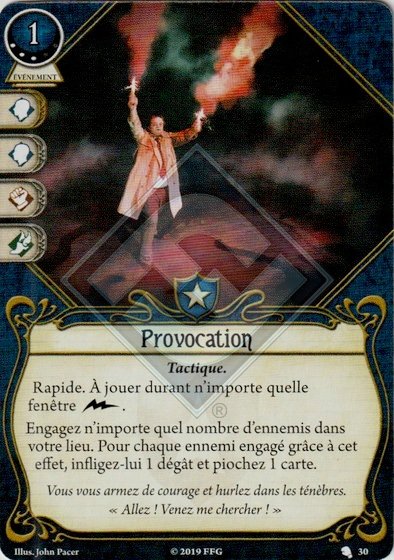 1
ÉVÉNEMENT
Provocation
Tactique.
Rapide. À jouer durant n'importe quelle
fenêtre .
Engagez n'importe quel nombre d'ennemis dans
votre lieu. Pour chaque ennemi engagé grâce à cet
effet, infligez-lui 1 dégât et piochez 1 carte.
Vous vous armez de courage et hurlez dans les ténèbres.
« Allez ! Venez me chercher ! »
Illus. John Pacer © 2019 FFG 30
®